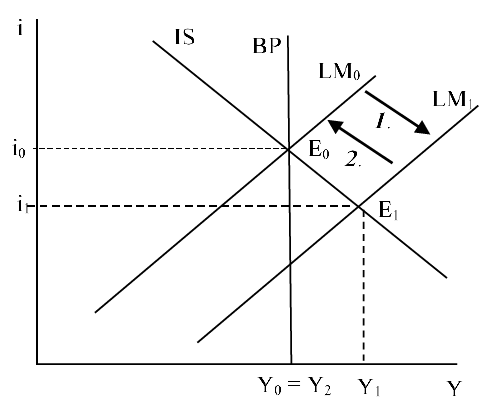 i
IS
BP
LM₀
LM₁
1.
i₀
E₀
2.
i₁
E₁
Y₀ = Y₂
Y₁
Y